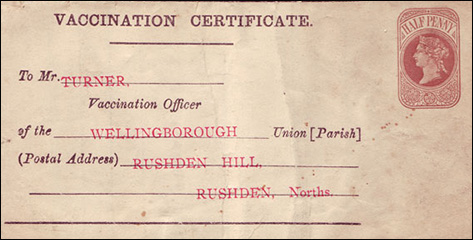 VACCINATION CERTIFICATE.
HALF PENNY
To Mr. TURNER,
Vaccination Officer
of the WELLINGBOROUGH Union [Parish]
(Postal Address) RUSHDEN HILL,
RUSHDEN, Norths.